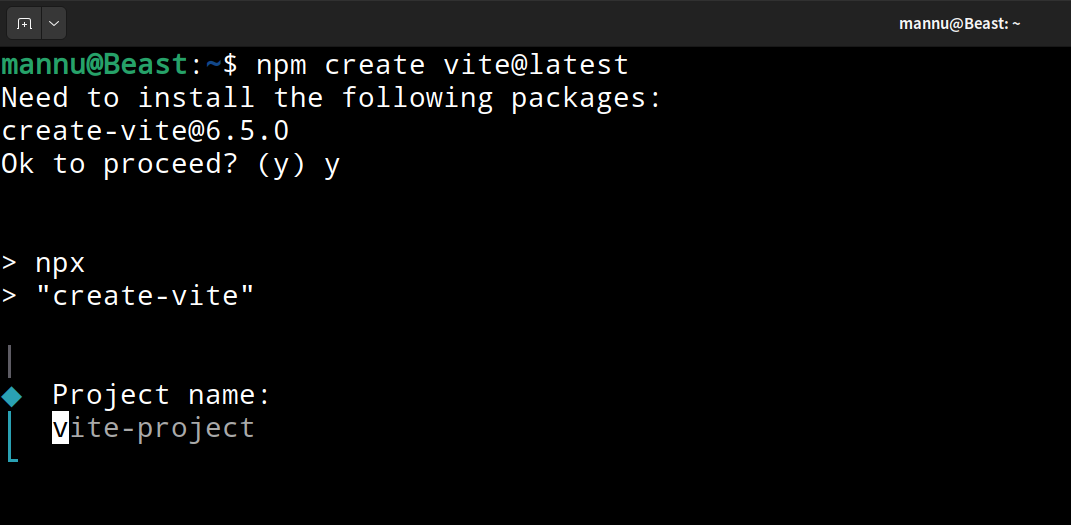 mannu@Beast: ~
mannu@Beast:~$ npm create vite@latest
Need to install the following packages:
create-vite@6.5.0
Ok to proceed? (y) y
> npx
> "create-vite"
Project name:
vite-project